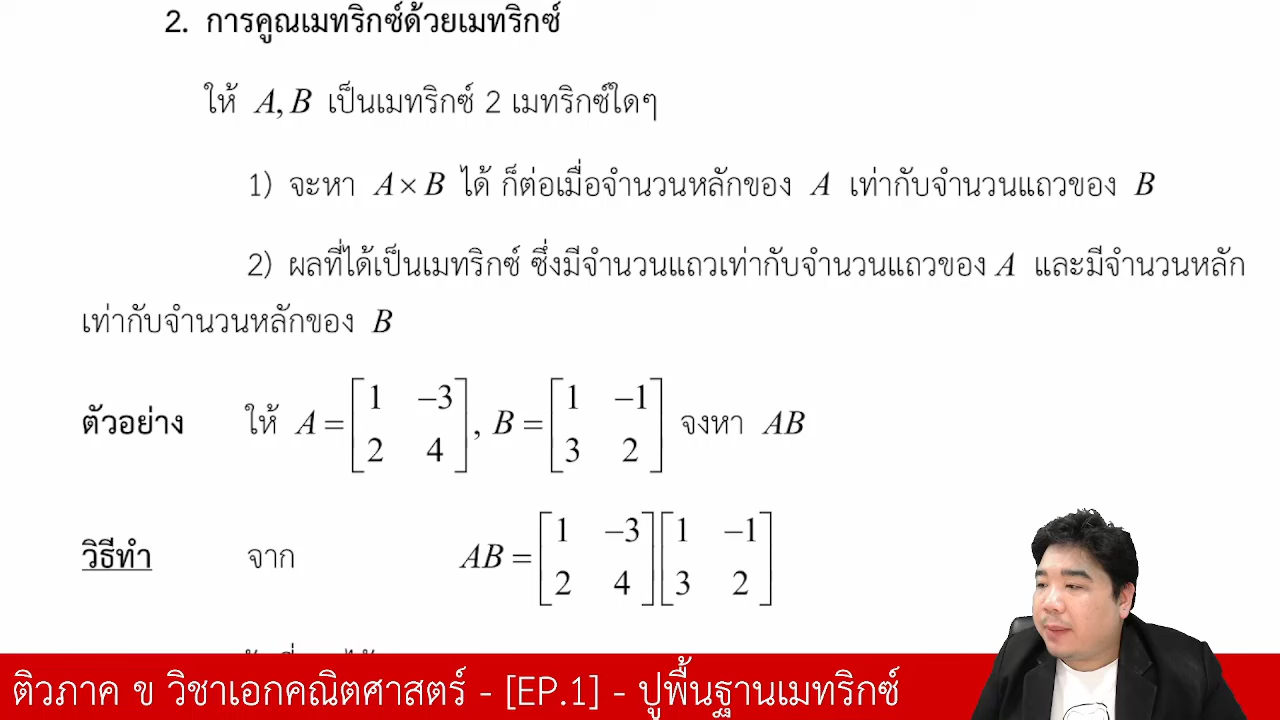 2. การคูณเมทริกซ์ด้วยเมทริกซ์
ให้ A, B เป็นเมทริกซ์ 2 เมทริกซ์ใดๆ
1) จะหา A × B ได้ ก็ต่อเมื่อจำนวนหลักของ A เท่ากับจำนวนแถวของ B
2) ผลที่ได้เป็นเมทริกซ์ ซึ่งมีจำนวนแถวเท่ากับจำนวนแถวของ A และมีจำนวนหลัก
เท่ากับจำนวนหลักของ B
ตัวอย่าง ให้ A = [1 −3; 2 4], B = [1 −1; 3 2] จงหา AB
วิธีทำ จาก AB = [1 −3; 2 4][1 −1; 3 2]
ติวภาค ข วิชาเอกคณิตศาสตร์ - [EP.1] - ปูพื้นฐานเมทริกซ์